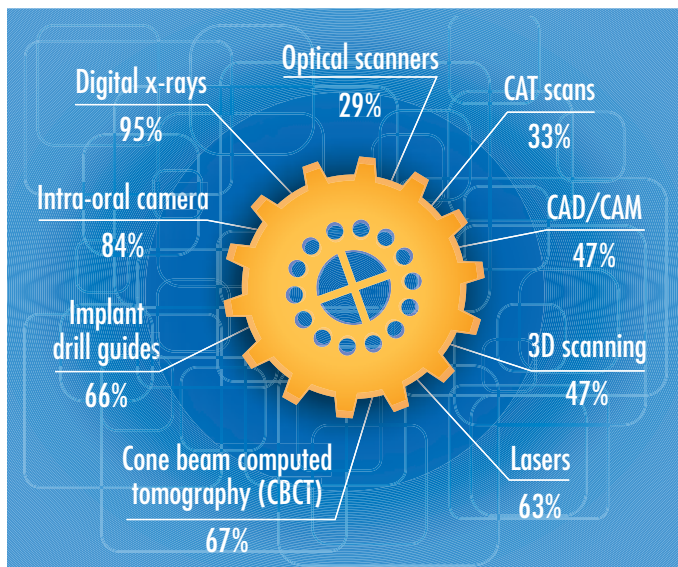 Optical scanners
29%
Digital x-rays
95%
CAT scans
33%
Intra-oral camera
84%
CAD/CAM
47%
Implant
drill guides
66%
3D scanning
47%
Cone beam computed
tomography (CBCT)
67%
Lasers
63%